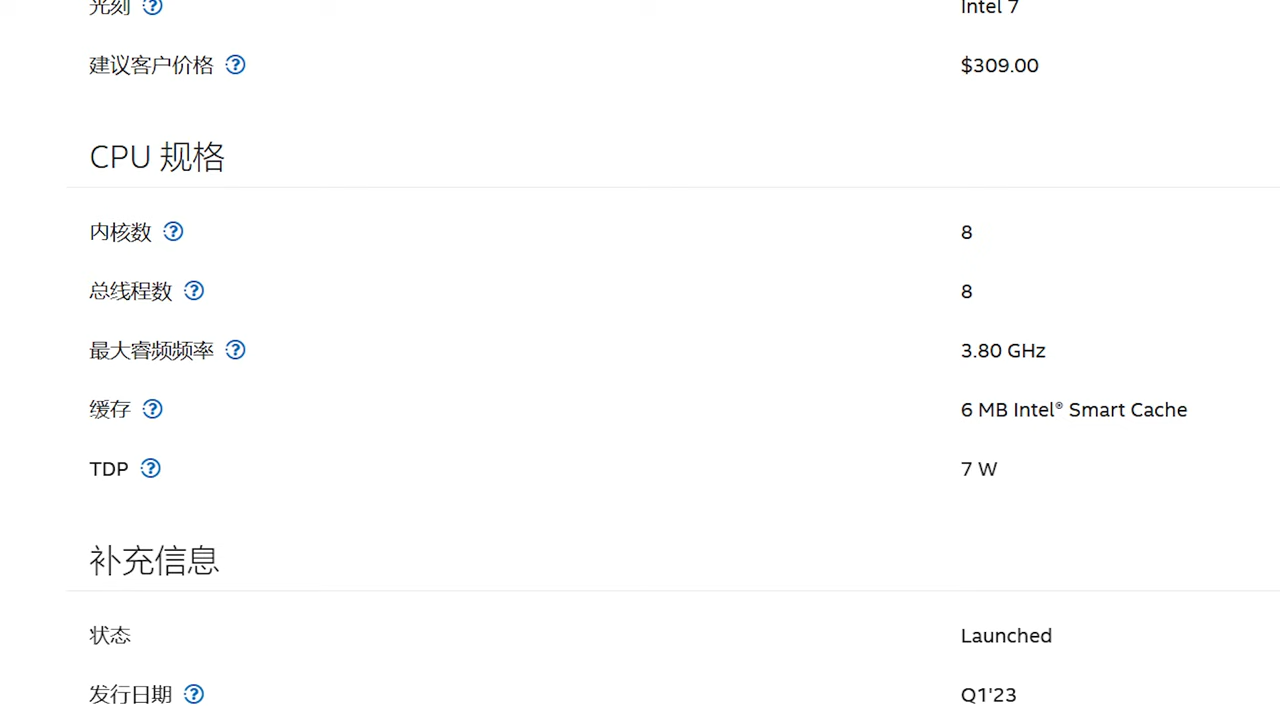 光刻 Intel 7
建议客户价格 $309.00
CPU 规格
内核数 8
总线程数 8
最大睿频频率 3.80 GHz
缓存 6 MB Intel® Smart Cache
TDP 7 W
补充信息
状态 Launched
发行日期 Q1'23